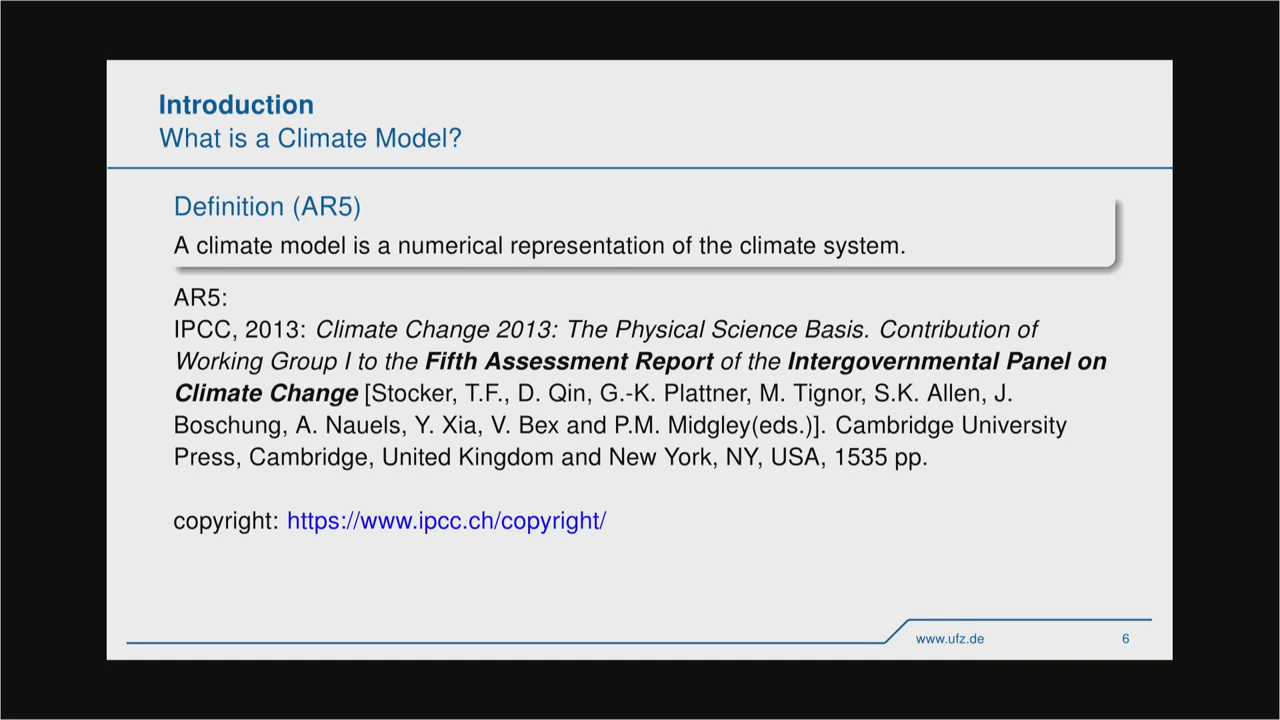 Introduction
What is a Climate Model?
Definition (AR5)
A climate model is a numerical representation of the climate system.
AR5:
IPCC, 2013: Climate Change 2013: The Physical Science Basis. Contribution of
Working Group I to the Fifth Assessment Report of the Intergovernmental Panel on
Climate Change [Stocker, T.F., D. Qin, G.-K. Plattner, M. Tignor, S.K. Allen, J.
Boschung, A. Nauels, Y. Xia, V. Bex and P.M. Midgley(eds.)]. Cambridge University
Press, Cambridge, United Kingdom and New York, NY, USA, 1535 pp.
copyright: https://www.ipcc.ch/copyright/
www.ufz.de 6